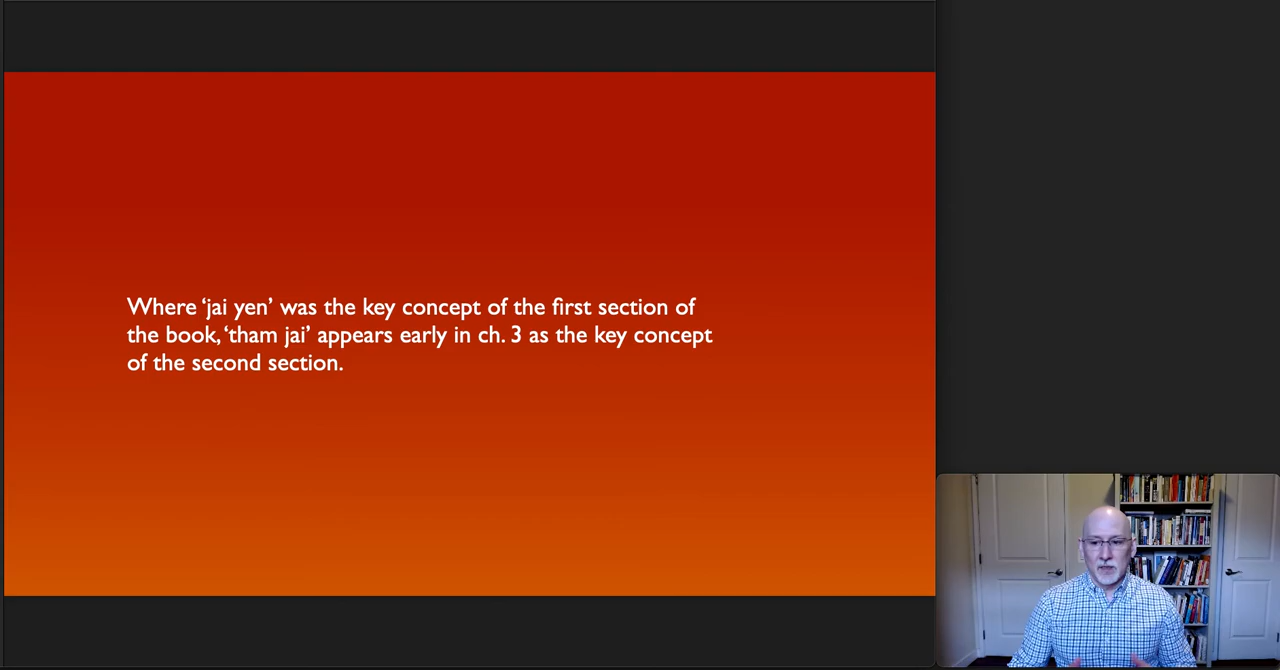 Where ‘jai yen’ was the key concept of the first section of
the book, ‘tham jai’ appears early in ch. 3 as the key concept
of the second section.